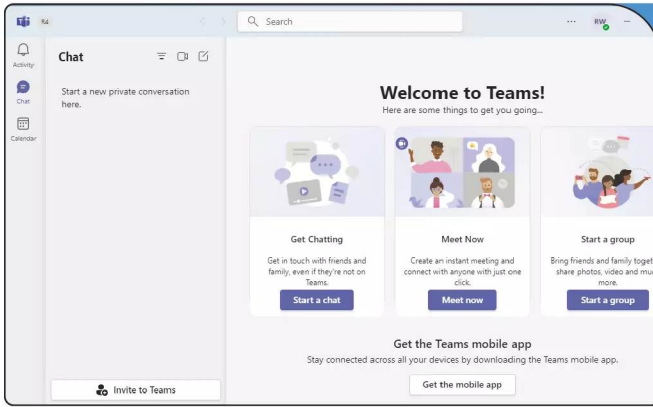 Search
...
RW
Activity
Chat
Calendar
Chat
Start a new private conversation
here.
Invite to Teams
Welcome to Teams!
Here are some things to get you going...
Get Chatting
Get in touch with friends and
family, even if they're not on
Teams.
Start a chat
Meet Now
Create an instant meeting and
connect with anyone with just one
click.
Meet now
Start a group
Bring friends and family toget
share photos, video and mu
more.
Start a group
Get the Teams mobile app
Stay connected across all your devices by downloading the Teams mobile app.
Get the mobile app